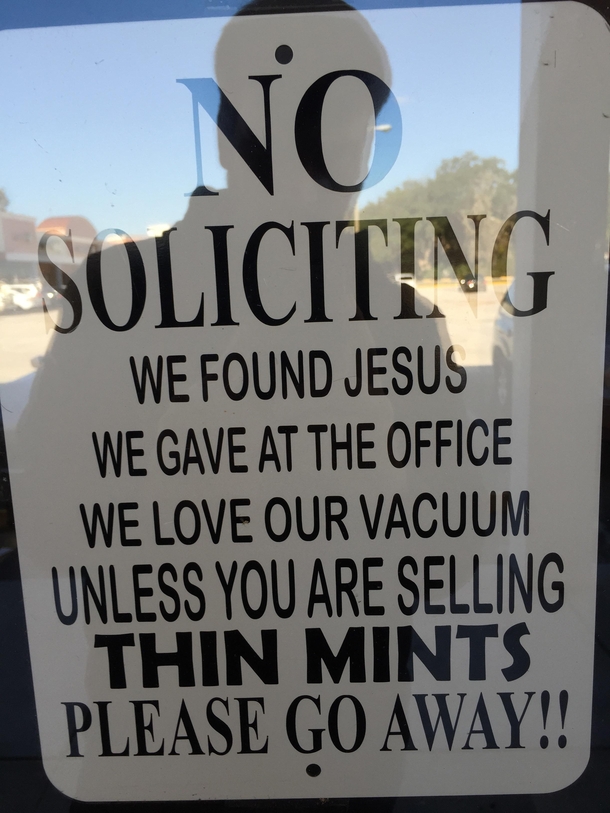 NO
SOLICITING
WE FOUND JESUS
WE GAVE AT THE OFFICE
WE LOVE OUR VACUUM
UNLESS YOU ARE SELLING
THIN MINTS
PLEASE GO AWAY!!